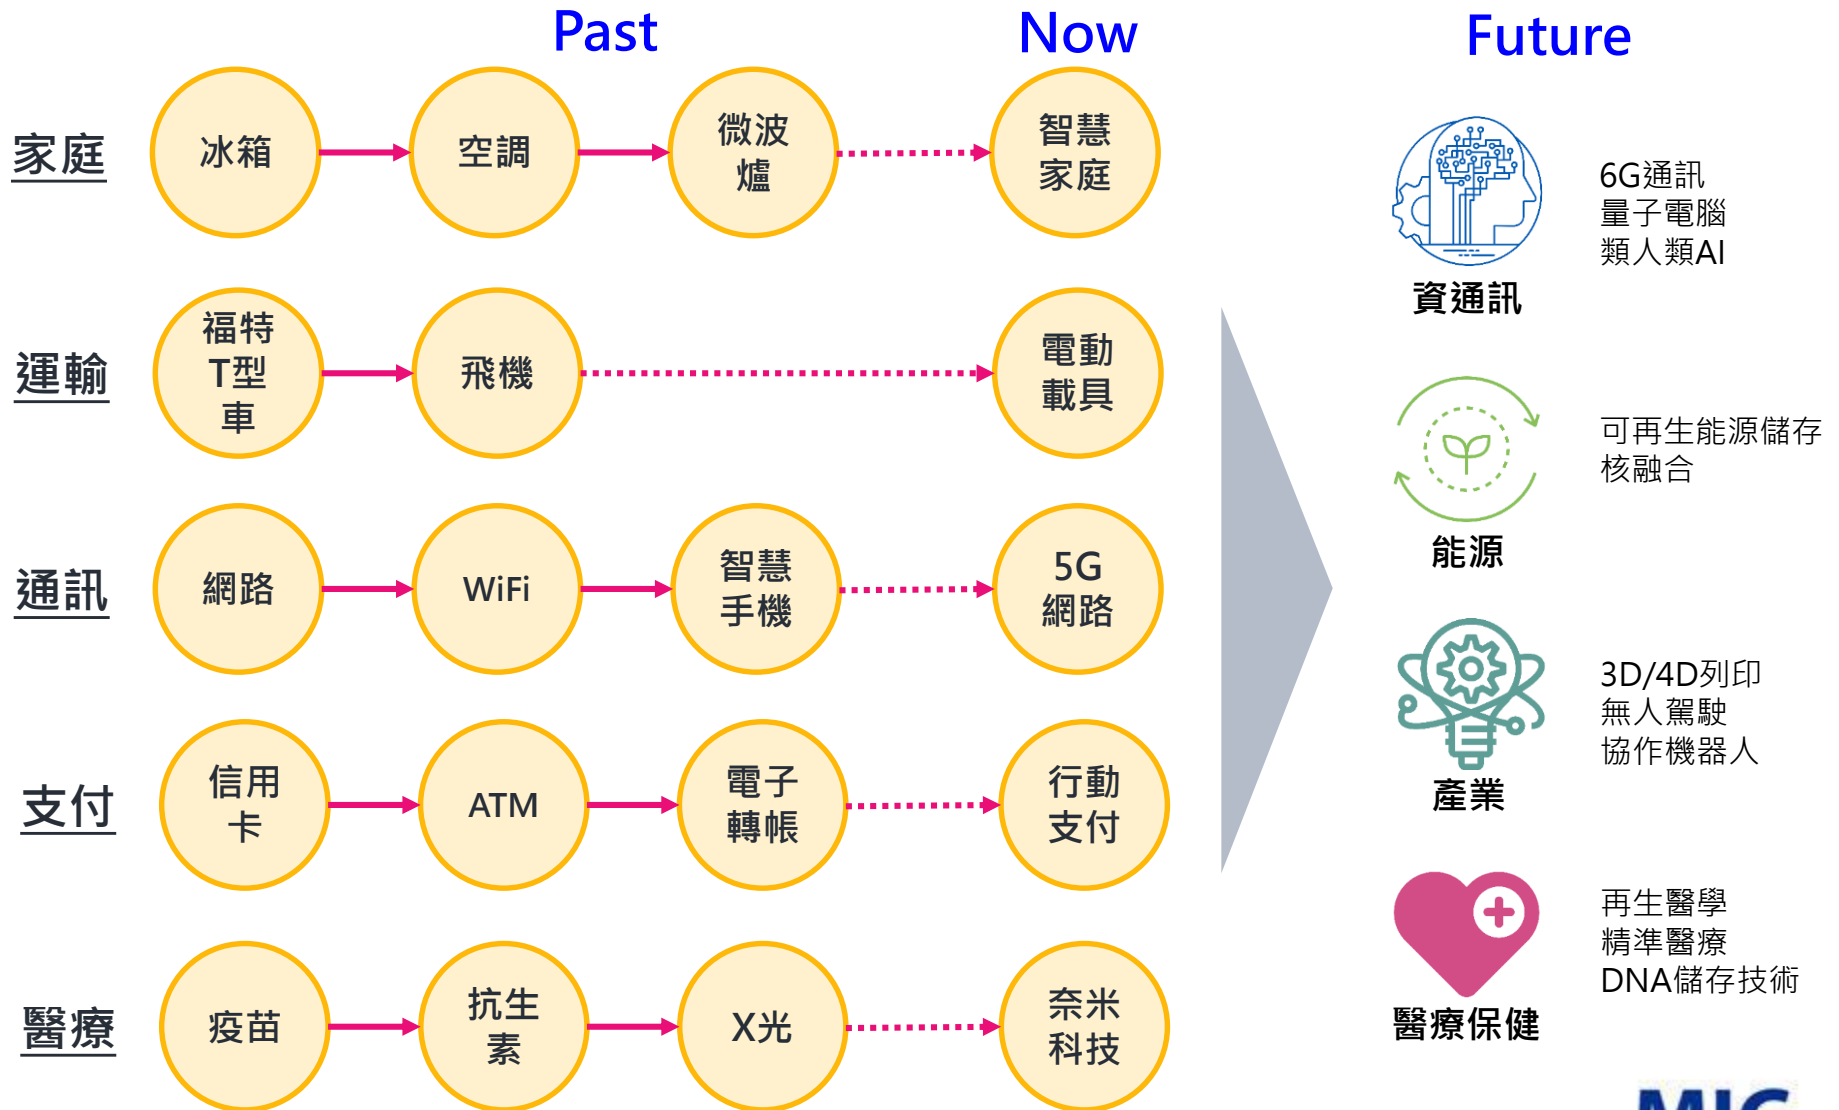 Past
Now
Future
家庭
冰箱
空調
微波
爐
智慧
家庭
運輸
福特
T型
車
飛機
電動
載具
通訊
網路
WiFi
智慧
手機
5G
網路
支付
信用
卡
ATM
電子
轉帳
行動
支付
醫療
疫苗
抗生
素
X光
奈米
科技
6G通訊
量子電腦
類人類AI
資通訊
可再生能源儲存
核融合
能源
3D/4D列印
無人駕駛
協作機器人
產業
再生醫學
精準醫療
DNA儲存技術
醫療保健
MIC